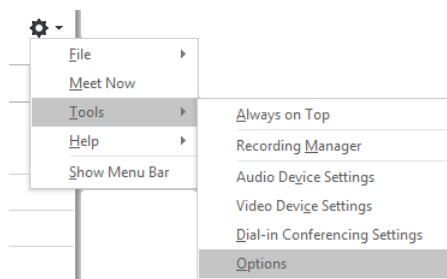 File
Meet Now
Tools
Help
Show Menu Bar
Always on Top
Recording Manager
Audio Device Settings
Video Device Settings
Dial-in Conferencing Settings
Options